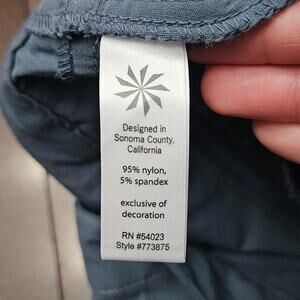 Designed in
Sonoma County,
California
95% nylon,
5% spandex
exclusive of
decoration
RN #54023
Style #773875